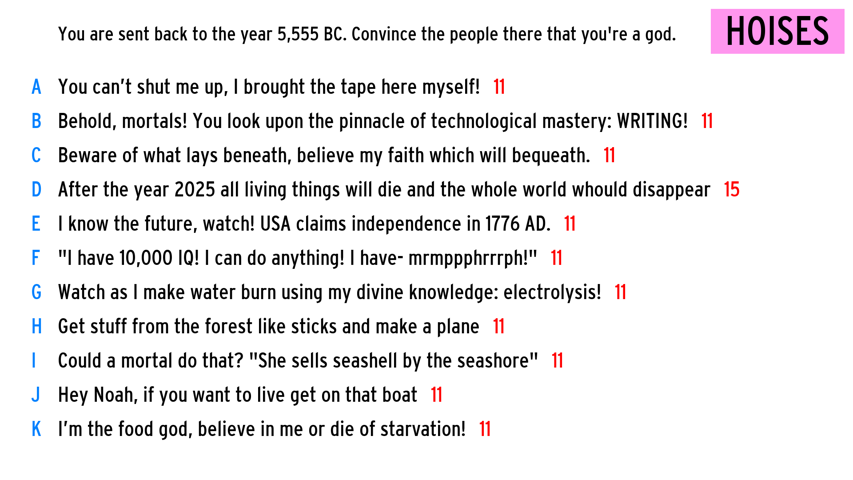 You are sent back to the year 5,555 BC. Convince the people there that you're a god.
HOISES
A You can’t shut me up, I brought the tape here myself! 11
B Behold, mortals! You look upon the pinnacle of technological mastery: WRITING! 11
C Beware of what lays beneath, believe my faith which will bequeath. 11
D After the year 2025 all living things will die and the whole world whould disappear 15
E I know the future, watch! USA claims independence in 1776 AD. 11
F "I have 10,000 IQ! I can do anything! I have- mrmppphrrrph!" 11
G Watch as I make water burn using my divine knowledge: electrolysis! 11
H Get stuff from the forest like sticks and make a plane 11
I Could a mortal do that? "She sells seashell by the seashore" 11
J Hey Noah, if you want to live get on that boat 11
K I’m the food god, believe in me or die of starvation! 11